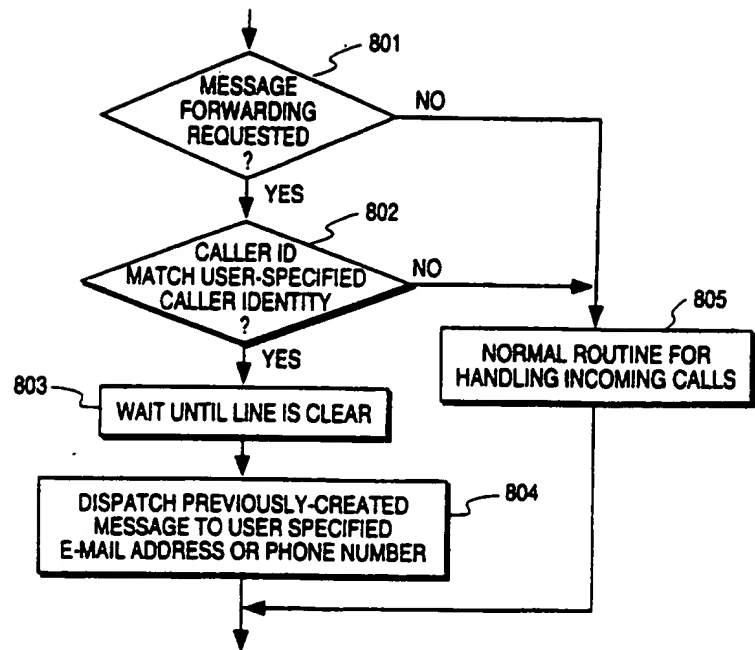 801
MESSAGE
FORWARDING
REQUESTED
?
NO
YES
802
CALLER ID
MATCH USER-SPECIFIED
CALLER IDENTITY
?
NO
YES
805
NORMAL ROUTINE FOR
HANDLING INCOMING CALLS
803
WAIT UNTIL LINE IS CLEAR
804
DISPATCH PREVIOUSLY-CREATED
MESSAGE TO USER SPECIFIED
E-MAIL ADDRESS OR PHONE NUMBER